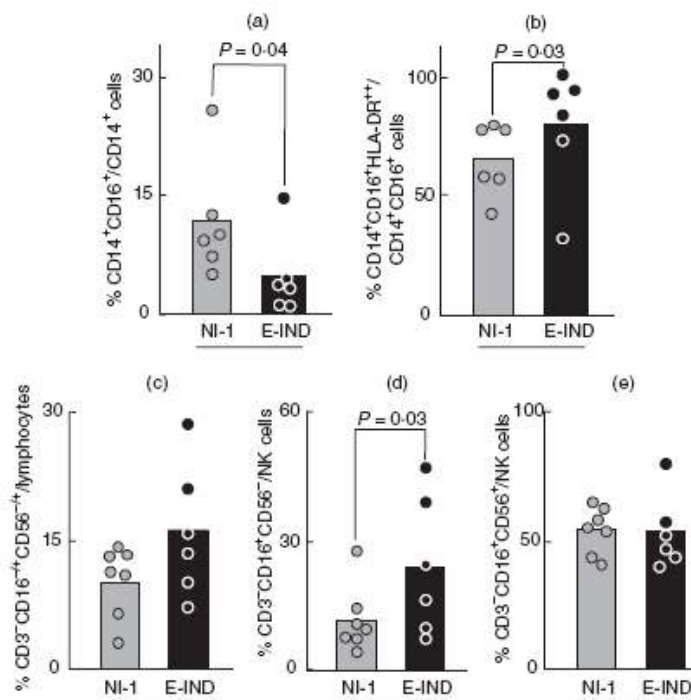 (a)
P = 0·04
% CD14⁺CD16⁺/CD14⁺ cells
30
15
0
NI-1 E-IND
(b)
P = 0·03
% CD14⁺CD16⁺HLA-DR⁺⁺/
CD14⁺CD16⁺ cells
100
50
0
NI-1 E-IND
(c)
% CD3⁻CD16⁻/⁺CD56⁻/⁺/lymphocytes
30
15
0
NI-1 E-IND
(d)
P = 0·03
% CD3⁻CD16⁺CD56⁻/NK cells
60
30
0
NI-1 E-IND
(e)
% CD3⁻CD16⁺CD56⁺/NK cells
100
50
0
NI-1 E-IND